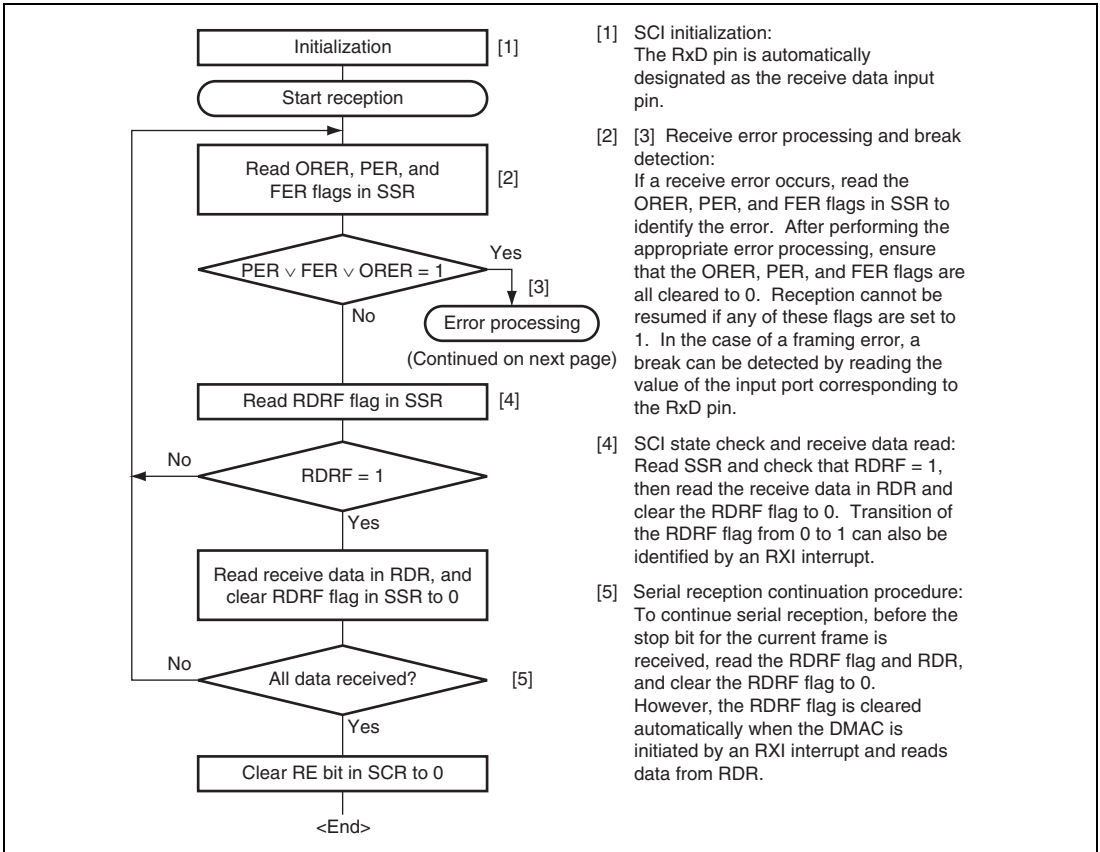 Initialization [1]
Start reception
Read ORER, PER, and
FER flags in SSR
[2]
PER ∨ FER ∨ ORER = 1
Yes
[3]
No
Error processing
(Continued on next page)
Read RDRF flag in SSR [4]
No
RDRF = 1
Yes
Read receive data in RDR, and
clear RDRF flag in SSR to 0
No
All data received? [5]
Yes
Clear RE bit in SCR to 0
<End>
[1] SCI initialization:
The RxD pin is automatically
designated as the receive data input
pin.
[2] [3] Receive error processing and break
detection:
If a receive error occurs, read the
ORER, PER, and FER flags in SSR to
identify the error. After performing the
appropriate error processing, ensure
that the ORER, PER, and FER flags are
all cleared to 0. Reception cannot be
resumed if any of these flags are set to
1. In the case of a framing error, a
break can be detected by reading the
value of the input port corresponding to
the RxD pin.
[4] SCI state check and receive data read:
Read SSR and check that RDRF = 1,
then read the receive data in RDR and
clear the RDRF flag to 0. Transition of
the RDRF flag from 0 to 1 can also be
identified by an RXI interrupt.
[5] Serial reception continuation procedure:
To continue serial reception, before the
stop bit for the current frame is
received, read the RDRF flag and RDR,
and clear the RDRF flag to 0.
However, the RDRF flag is cleared
automatically when the DMAC is
initiated by an RXI interrupt and reads
data from RDR.